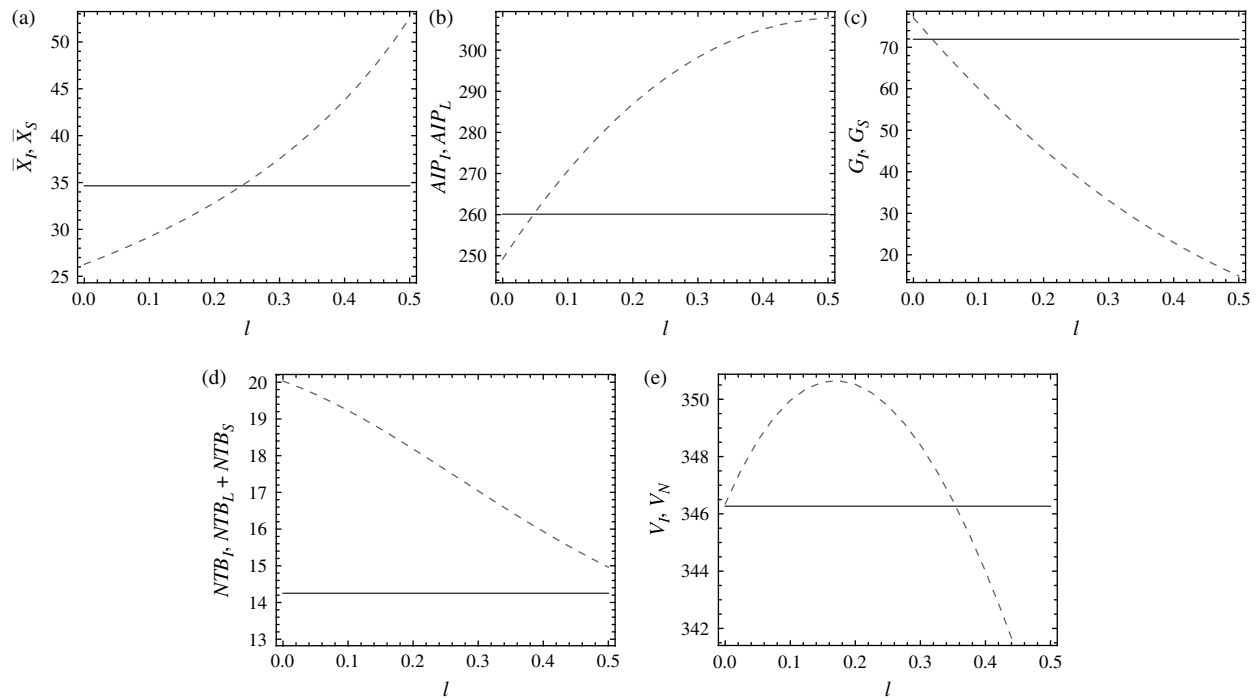 (a)
50
45
40
35
30
25
X̄_I, X̄_S
0.0 0.1 0.2 0.3 0.4 0.5
l
(b)
300
290
280
270
260
250
AIP_I, AIP_L
0.0 0.1 0.2 0.3 0.4 0.5
l
(c)
70
60
50
40
30
20
G_I, G_S
0.0 0.1 0.2 0.3 0.4 0.5
l
(d)
20
19
18
17
16
15
14
13
NTB_I, NTB_L + NTB_S
0.0 0.1 0.2 0.3 0.4 0.5
l
(e)
350
348
346
344
342
V_I, V_N
0.0 0.1 0.2 0.3 0.4 0.5
l